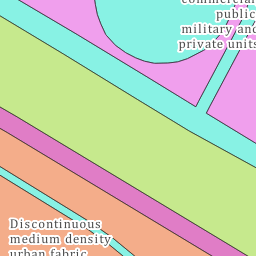 commercial
public
military and
private units
Discontinuous
medium density
urban fabric